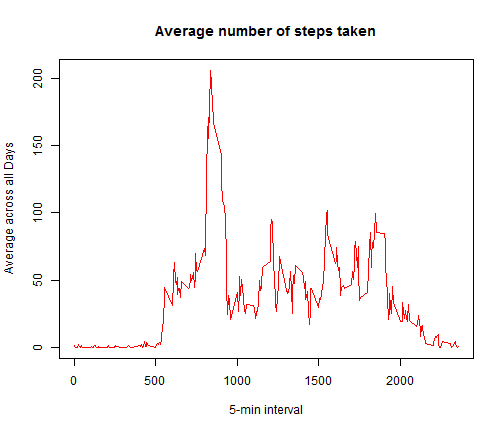 Average number of steps taken
Average across all Days
200
150
100
50
0
0 500 1000 1500 2000
5-min interval